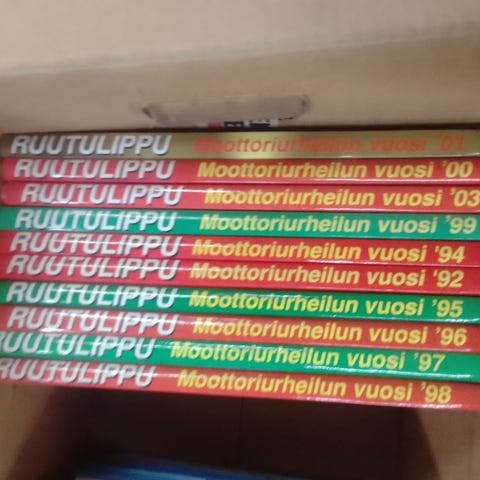 RUUTULIPPU Moottoriurheilun vuosi '01
RUUTULIPPU Moottoriurheilun vuosi '00
RUUTULIPPU Moottoriurheilun vuosi '03
RUUTULIPPU Moottoriurheilun vuosi '99
RUUTULIPPU Moottoriurheilun vuosi '94
RUUTULIPPU Moottoriurheilun vuosi '92
RUUTULIPPU Moottoriurheilun vuosi '95
RUUTULIPPU Moottoriurheilun vuosi '96
RUUTULIPPU Moottoriurheilun vuosi '97
RUUTULIPPU Moottoriurheilun vuosi '98